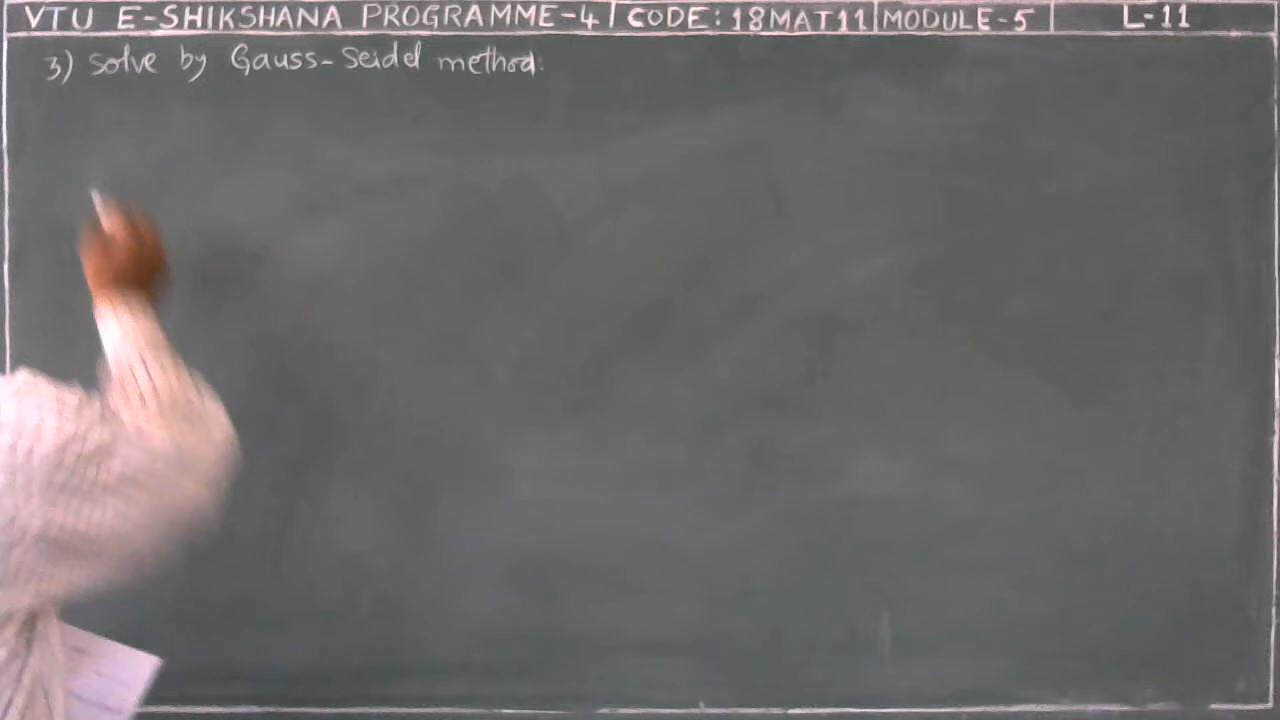 VTU E-SHIKSHANA PROGRAMME-4 CODE: 18MAT11 MODULE-5 L-11
3) solve by Gauss-Seidel method.